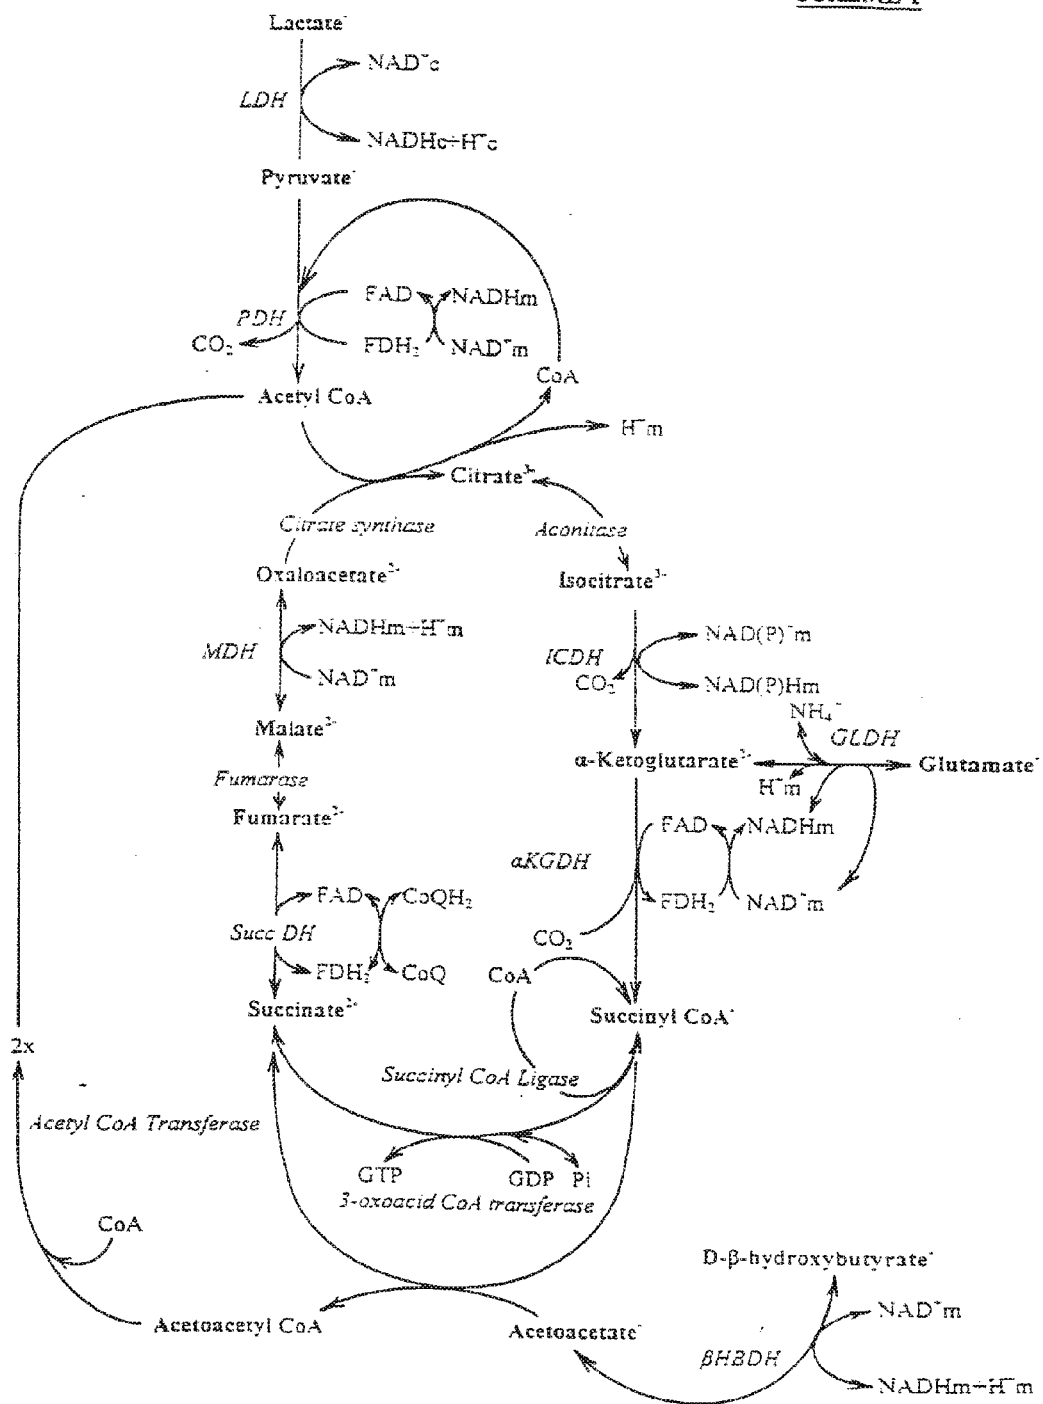 Lactate⁻
NAD⁺c
LDH
NADHc+H⁺c
Pyruvate⁻
FAD NADHm
PDH
CO₂
FDH₂ NAD⁺m
CoA
Acetyl CoA
H⁺m
Citrate³⁻
Citrate synthase
Aconitase
Oxaloacetate²⁻
Isocitrate³⁻
NADHm+H⁺m
MDH
NAD⁺m
NAD(P)⁺m
ICDH
CO₂
NAD(P)Hm
Malate²⁻
NH₄⁺
GLDH
α-Ketoglutarate²⁻
Glutamate⁻
H⁺m
Fumarase
Fumarate²⁻
FAD NADHm
αKGDH
FDH₂ NAD⁺m
FAD CoQH₂
Succ DH
FDH₂ CoQ
CO₂
CoA
Succinate²⁻
Succinyl CoA⁻
2x
Succinyl CoA Ligase
Acetyl CoA Transferase
GTP GDP Pi
3-oxoacid CoA transferase
CoA
D-β-hydroxybutyrate⁻
NAD⁺m
Acetoacetyl CoA
Acetoacetate⁻
βHBDH
NADHm+H⁺m